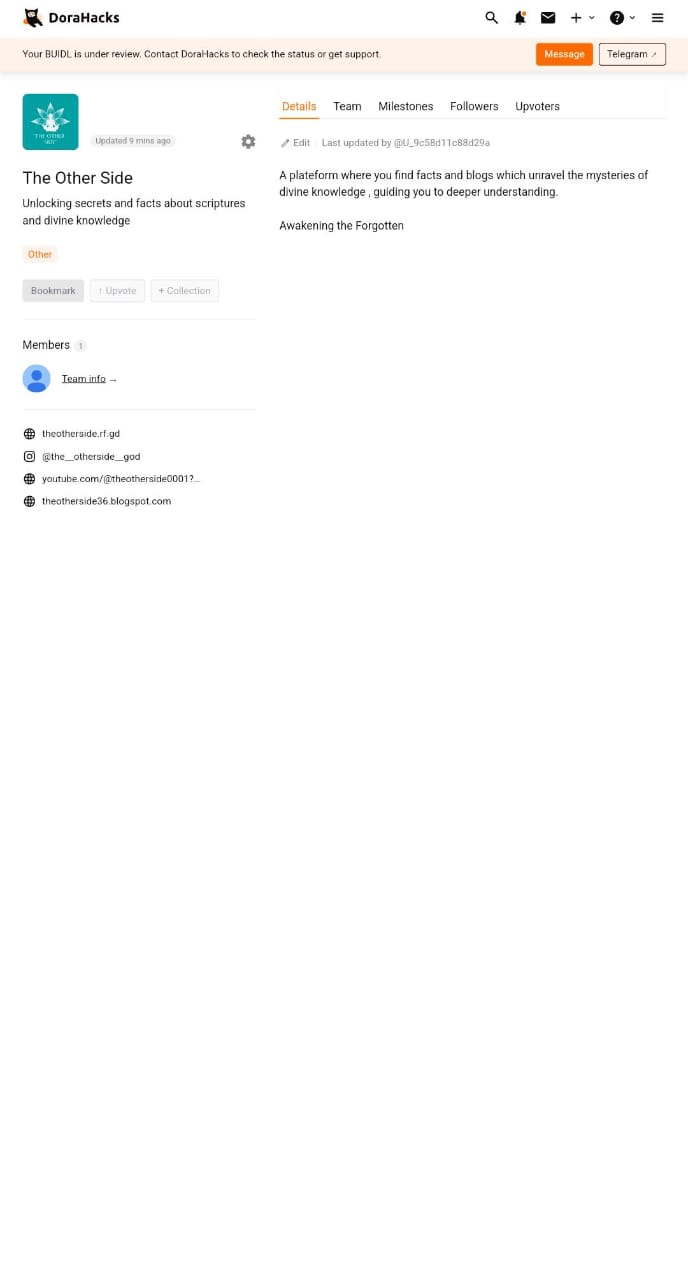 DoraHacks
Your BUIDL is under review. Contact DoraHacks to check the status or get support.
Message
Telegram ↗
THE OTHER
SIDE
Updated 9 mins ago
The Other Side
Unlocking secrets and facts about scriptures
and divine knowledge
Other
Bookmark
↑ Upvote
+ Collection
Members 1
Team info →
theotherside.rf.gd
@the__otherside__god
youtube.com/@theotherside0001?...
theotherside36.blogspot.com
Details Team Milestones Followers Upvoters
Edit Last updated by @U_9c58d11c88d29a
A plateform where you find facts and blogs which unravel the mysteries of
divine knowledge , guiding you to deeper understanding.
Awakening the Forgotten